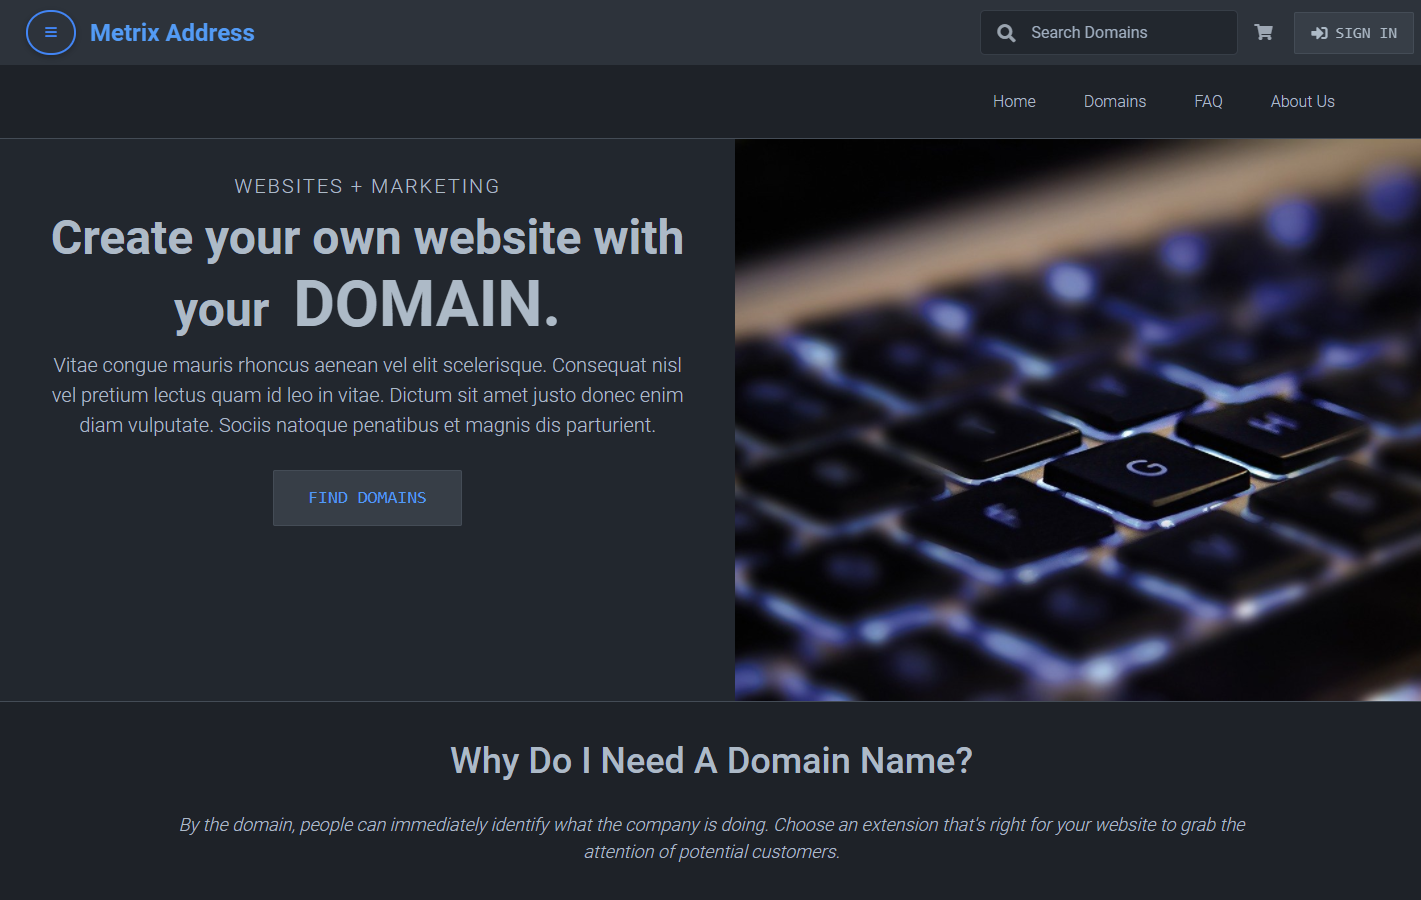 Metrix Address
Search Domains
SIGN IN
Home
Domains
FAQ
About Us
WEBSITES + MARKETING
Create your own website with
your DOMAIN.
Vitae congue mauris rhoncus aenean vel elit scelerisque. Consequat nisl
vel pretium lectus quam id leo in vitae. Dictum sit amet justo donec enim
diam vulputate. Sociis natoque penatibus et magnis dis parturient.
FIND DOMAINS
G
H
Why Do I Need A Domain Name?
By the domain, people can immediately identify what the company is doing. Choose an extension that's right for your website to grab the
attention of potential customers.